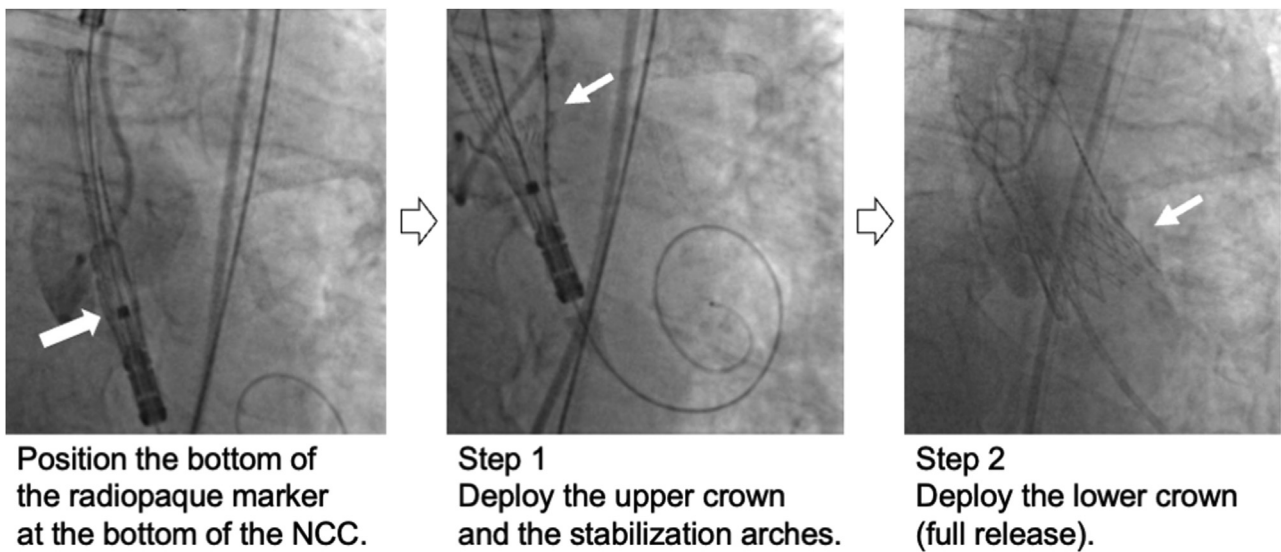 Position the bottom of
the radiopaque marker
at the bottom of the NCC.
Step 1
Deploy the upper crown
and the stabilization arches.
Step 2
Deploy the lower crown
(full release).